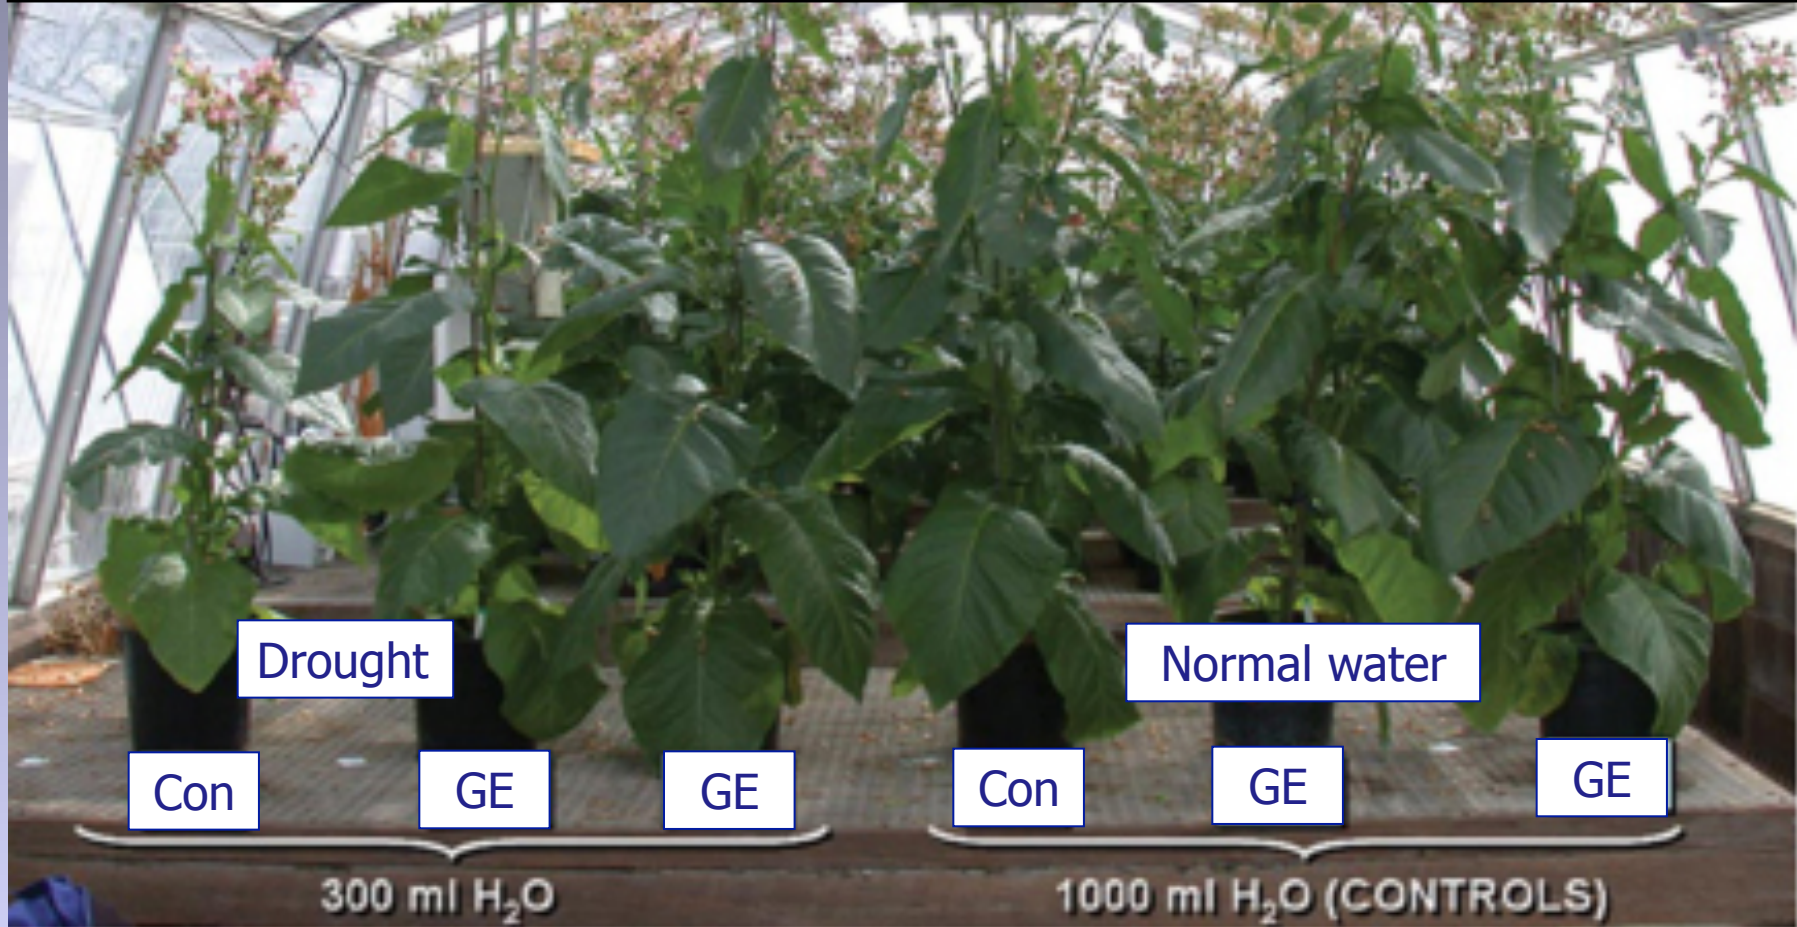 Drought
Normal water
Con
GE
GE
Con
GE
GE
300 ml H₂O
1000 ml H₂O (CONTROLS)